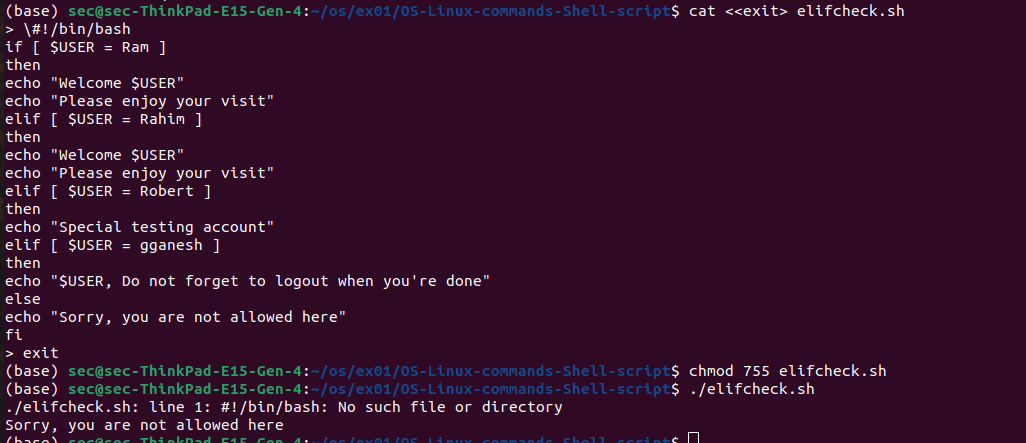 (base) sec@sec-ThinkPad-E15-Gen-4:~/os/ex01/OS-Linux-commands-Shell-script$ cat <<exit> elifcheck.sh
> \#!/bin/bash
if [ $USER = Ram ]
then
echo "Welcome $USER"
echo "Please enjoy your visit"
elif [ $USER = Rahim ]
then
echo "Welcome $USER"
echo "Please enjoy your visit"
elif [ $USER = Robert ]
then
echo "Special testing account"
elif [ $USER = gganesh ]
then
echo "$USER, Do not forget to logout when you're done"
else
echo "Sorry, you are not allowed here"
fi
> exit
(base) sec@sec-ThinkPad-E15-Gen-4:~/os/ex01/OS-Linux-commands-Shell-script$ chmod 755 elifcheck.sh
(base) sec@sec-ThinkPad-E15-Gen-4:~/os/ex01/OS-Linux-commands-Shell-script$ ./elifcheck.sh
./elifcheck.sh: line 1: #!/bin/bash: No such file or directory
Sorry, you are not allowed here
(base) sec@sec-ThinkPad-E15-Gen-4:~/os/ex01/OS-Linux-commands-Shell-script$